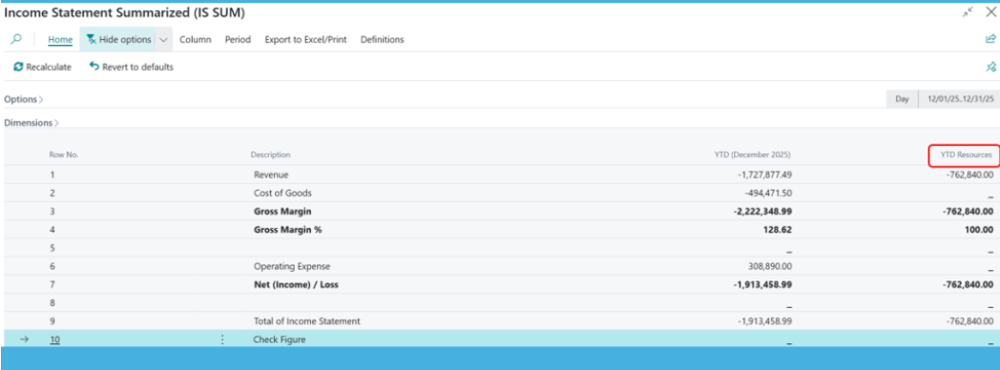 Income Statement Summarized (IS SUM)
Home Hide options Column Period Export to Excel/Print Definitions
Recalculate Revert to defaults
Options >
Day 12/01/25..12/31/25
Dimensions >
Row No. Description YTD (December 2025) YTD Resources
1 Revenue -1,727,877.49 -762,840.00
2 Cost of Goods -494,471.50 _
3 Gross Margin -2,222,348.99 -762,840.00
4 Gross Margin % 128.62 100.00
5 _ _
6 Operating Expense 308,890.00 _
7 Net (Income) / Loss -1,913,458.99 -762,840.00
8 _ _
9 Total of Income Statement -1,913,458.99 -762,840.00
→ 10 Check Figure _ _